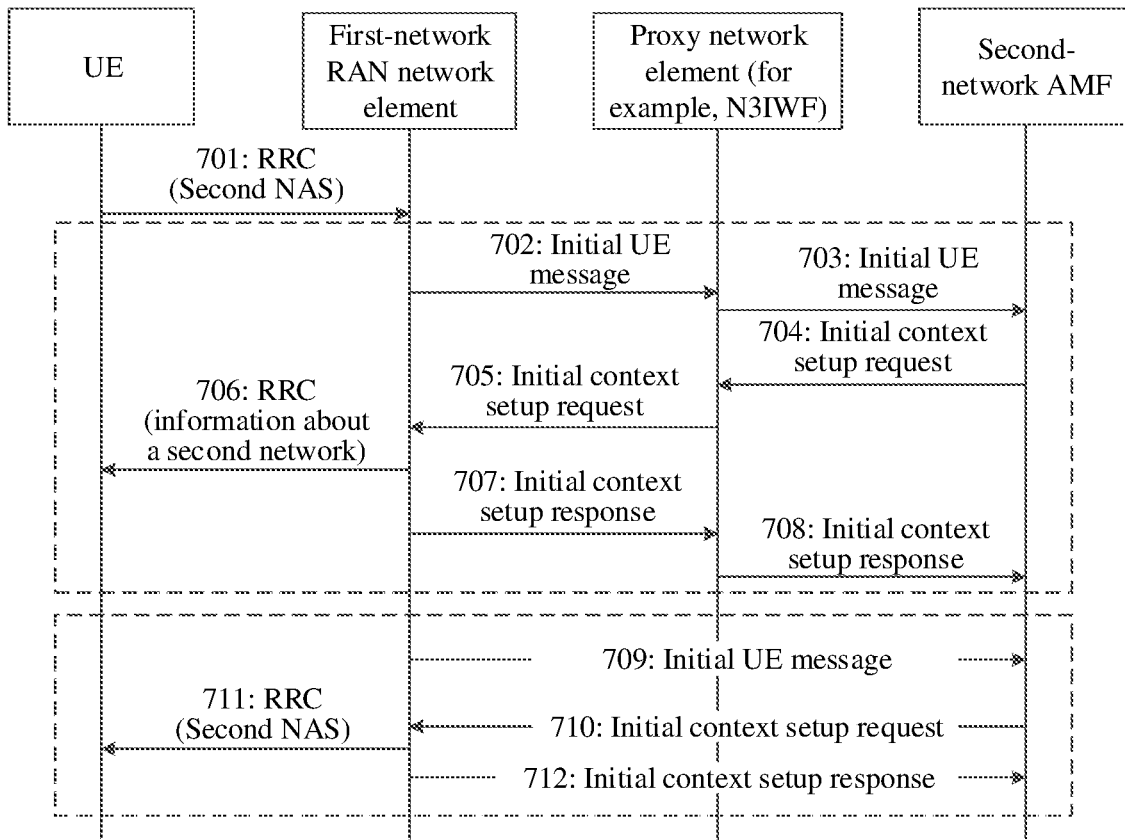 UE
First-network
RAN network
element
Proxy network
element (for
example, N3IWF)
Second-
network AMF
701: RRC
(Second NAS)
702: Initial UE
message
703: Initial UE
message
704: Initial context
setup request
705: Initial context
setup request
706: RRC
(information about
a second network)
707: Initial context
setup response
708: Initial context
setup response
709: Initial UE message
710: Initial context setup request
711: RRC
(Second NAS)
712: Initial context setup response